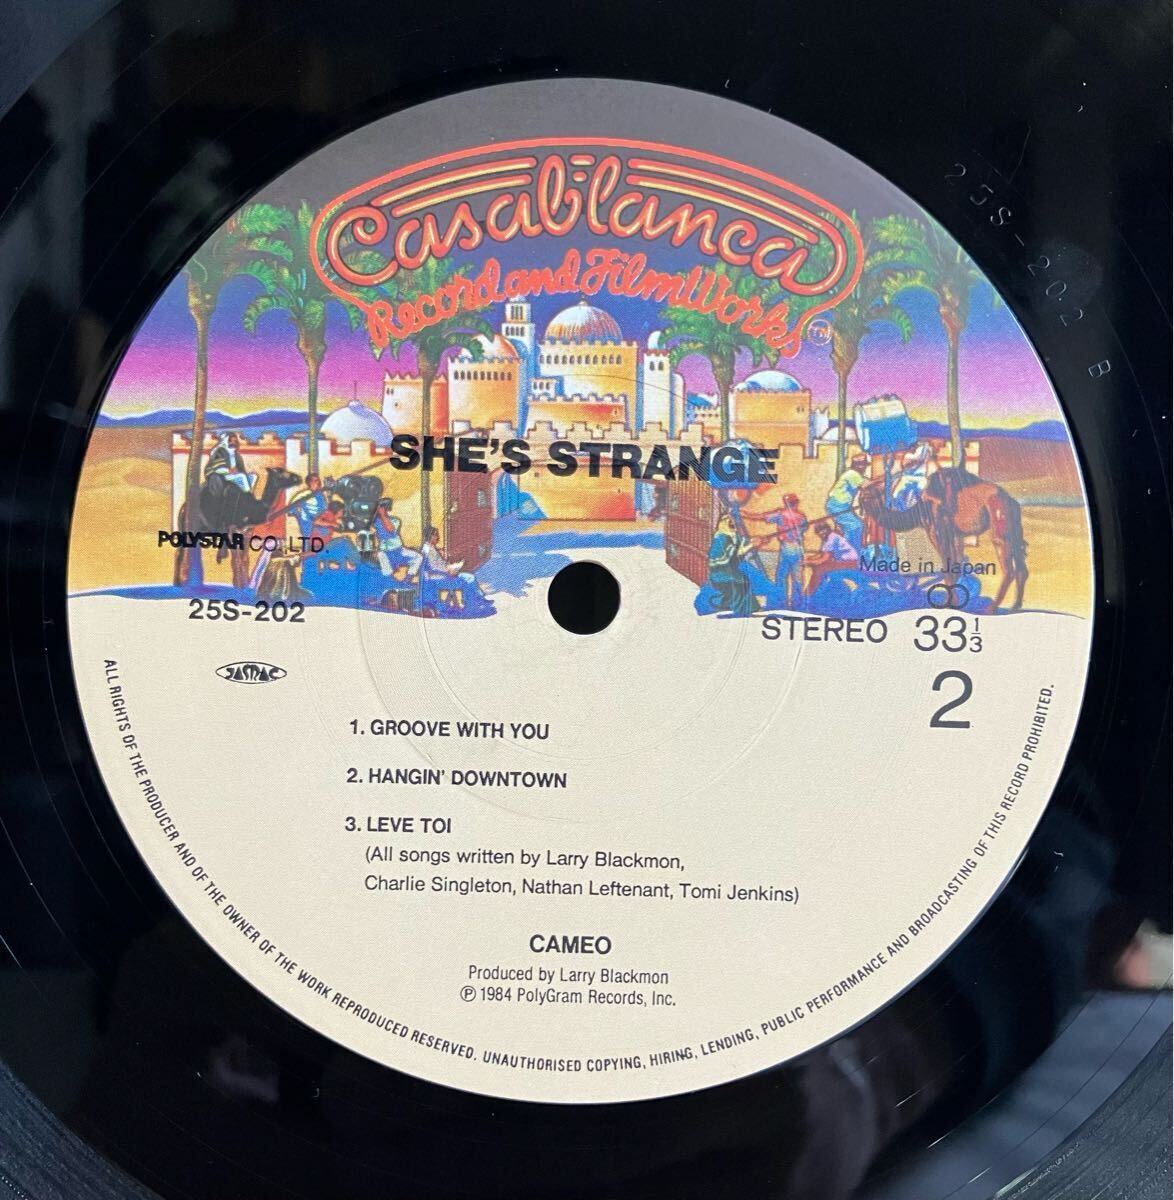 Casablanca
Record and FilmWorks
TM
SHE'S STRANGE
POLYSTAR CO., LTD.
25S-202
JASRAC
Made in Japan
STEREO 33 1/3
2
1. GROOVE WITH YOU
2. HANGIN' DOWNTOWN
3. LEVE TOI
(All songs written by Larry Blackmon,
Charlie Singleton, Nathan Leftenant, Tomi Jenkins)
CAMEO
Produced by Larry Blackmon
℗ 1984 PolyGram Records, Inc.
ALL RIGHTS OF THE PRODUCER AND OF THE OWNER OF THE WORK REPRODUCED RESERVED. UNAUTHORISED COPYING, HIRING, LENDING, PUBLIC PERFORMANCE AND BROADCASTING OF THIS RECORD PROHIBITED.
25S-202 B